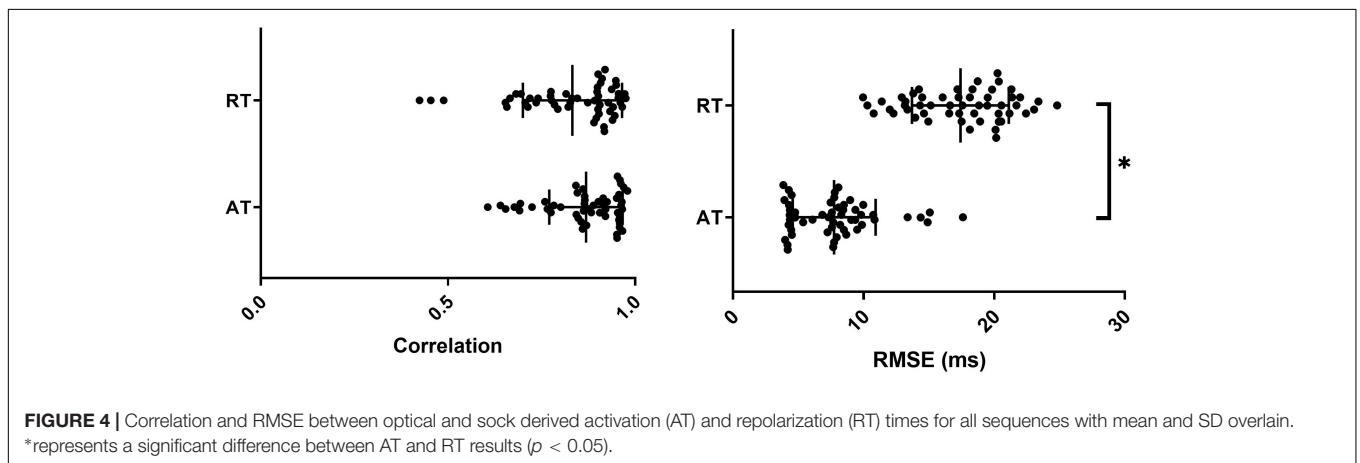 RT
AT
0.0
0.5
1.0
Correlation
RT
AT
*
0
10
20
30
RMSE (ms)
FIGURE 4 | Correlation and RMSE between optical and sock derived activation (AT) and repolarization (RT) times for all sequences with mean and SD overlain.
*represents a significant difference between AT and RT results (p < 0.05).